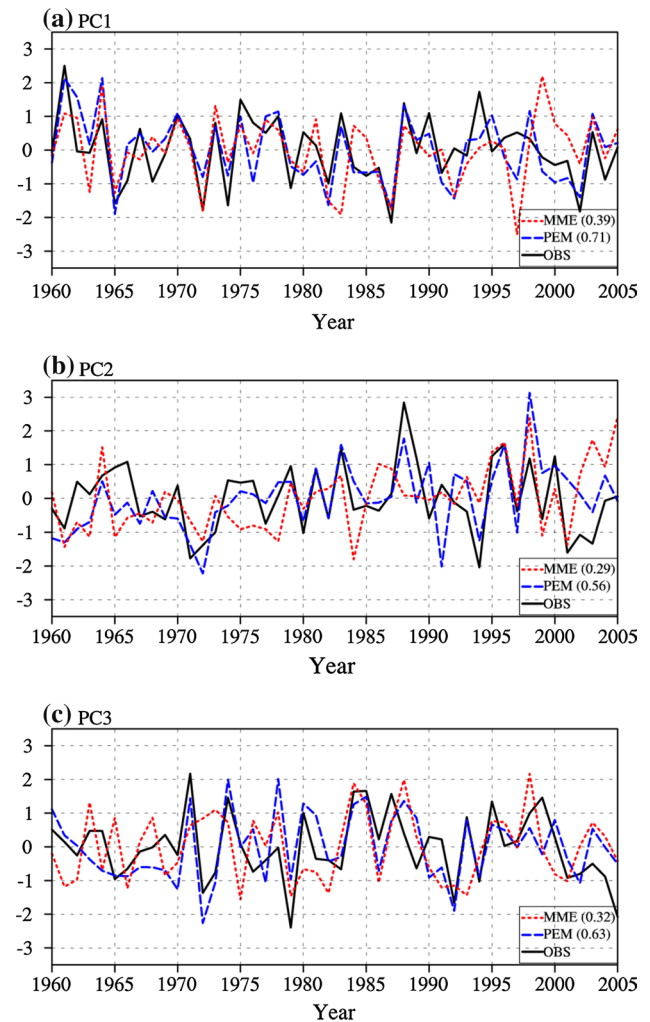 (a) PC1
3
2
1
0
-1
-2
-3
MME (0.39)
PEM (0.71)
OBS
1960 1965 1970 1975 1980 1985 1990 1995 2000 2005
Year
(b) PC2
3
2
1
0
-1
-2
-3
MME (0.29)
PEM (0.56)
OBS
1960 1965 1970 1975 1980 1985 1990 1995 2000 2005
Year
(c) PC3
3
2
1
0
-1
-2
-3
MME (0.32)
PEM (0.63)
OBS
1960 1965 1970 1975 1980 1985 1990 1995 2000 2005
Year